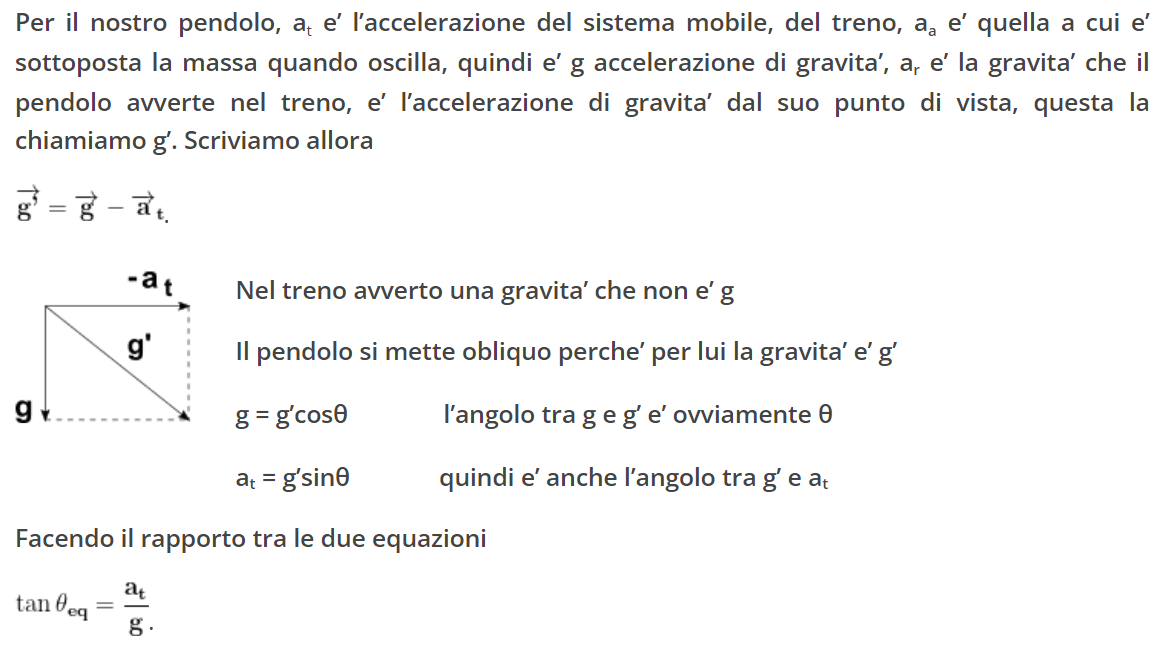 Per il nostro pendolo, aₜ e’ l’accelerazione del sistema mobile, del treno, aₐ e’ quella a cui e’
sottoposta la massa quando oscilla, quindi e’ g accelerazione di gravita’, aᵣ e’ la gravita’ che il
pendolo avverte nel treno, e’ l’accelerazione di gravita’ dal suo punto di vista, questa la
chiamiamo g’. Scriviamo allora
g⃗' = g⃗ − a⃗ t.
-a t
g'
g
Nel treno avverto una gravita’ che non e’ g
Il pendolo si mette obliquo perche’ per lui la gravita’ e’ g’
g = g’cosθ l’angolo tra g e g’ e’ ovviamente θ
aₜ = g’sinθ quindi e’ anche l’angolo tra g’ e aₜ
Facendo il rapporto tra le due equazioni
tan θeq = aₜ / g .